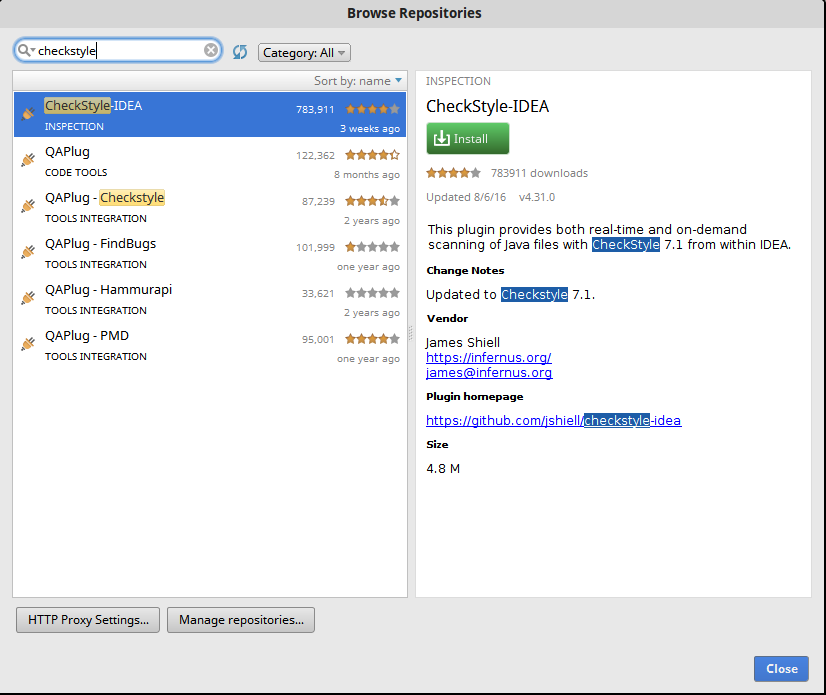 Browse Repositories
checkstyle
Category: All
Sort by: name
CheckStyle-IDEA 783,911
INSPECTION 3 weeks ago
QAPlug 122,362
CODE TOOLS 8 months ago
QAPlug - Checkstyle 87,239
TOOLS INTEGRATION 2 years ago
QAPlug - FindBugs 101,999
TOOLS INTEGRATION one year ago
QAPlug - Hammurapi 33,621
TOOLS INTEGRATION 2 years ago
QAPlug - PMD 95,001
TOOLS INTEGRATION one year ago
INSPECTION
CheckStyle-IDEA
Install
783911 downloads
Updated 8/6/16 v4.31.0
This plugin provides both real-time and on-demand
scanning of Java files with CheckStyle 7.1 from within IDEA.
Change Notes
Updated to Checkstyle 7.1.
Vendor
James Shiell
https://infernus.org/
james@infernus.org
Plugin homepage
https://github.com/jshiell/checkstyle-idea
Size
4.8 M
HTTP Proxy Settings...
Manage repositories...
Close